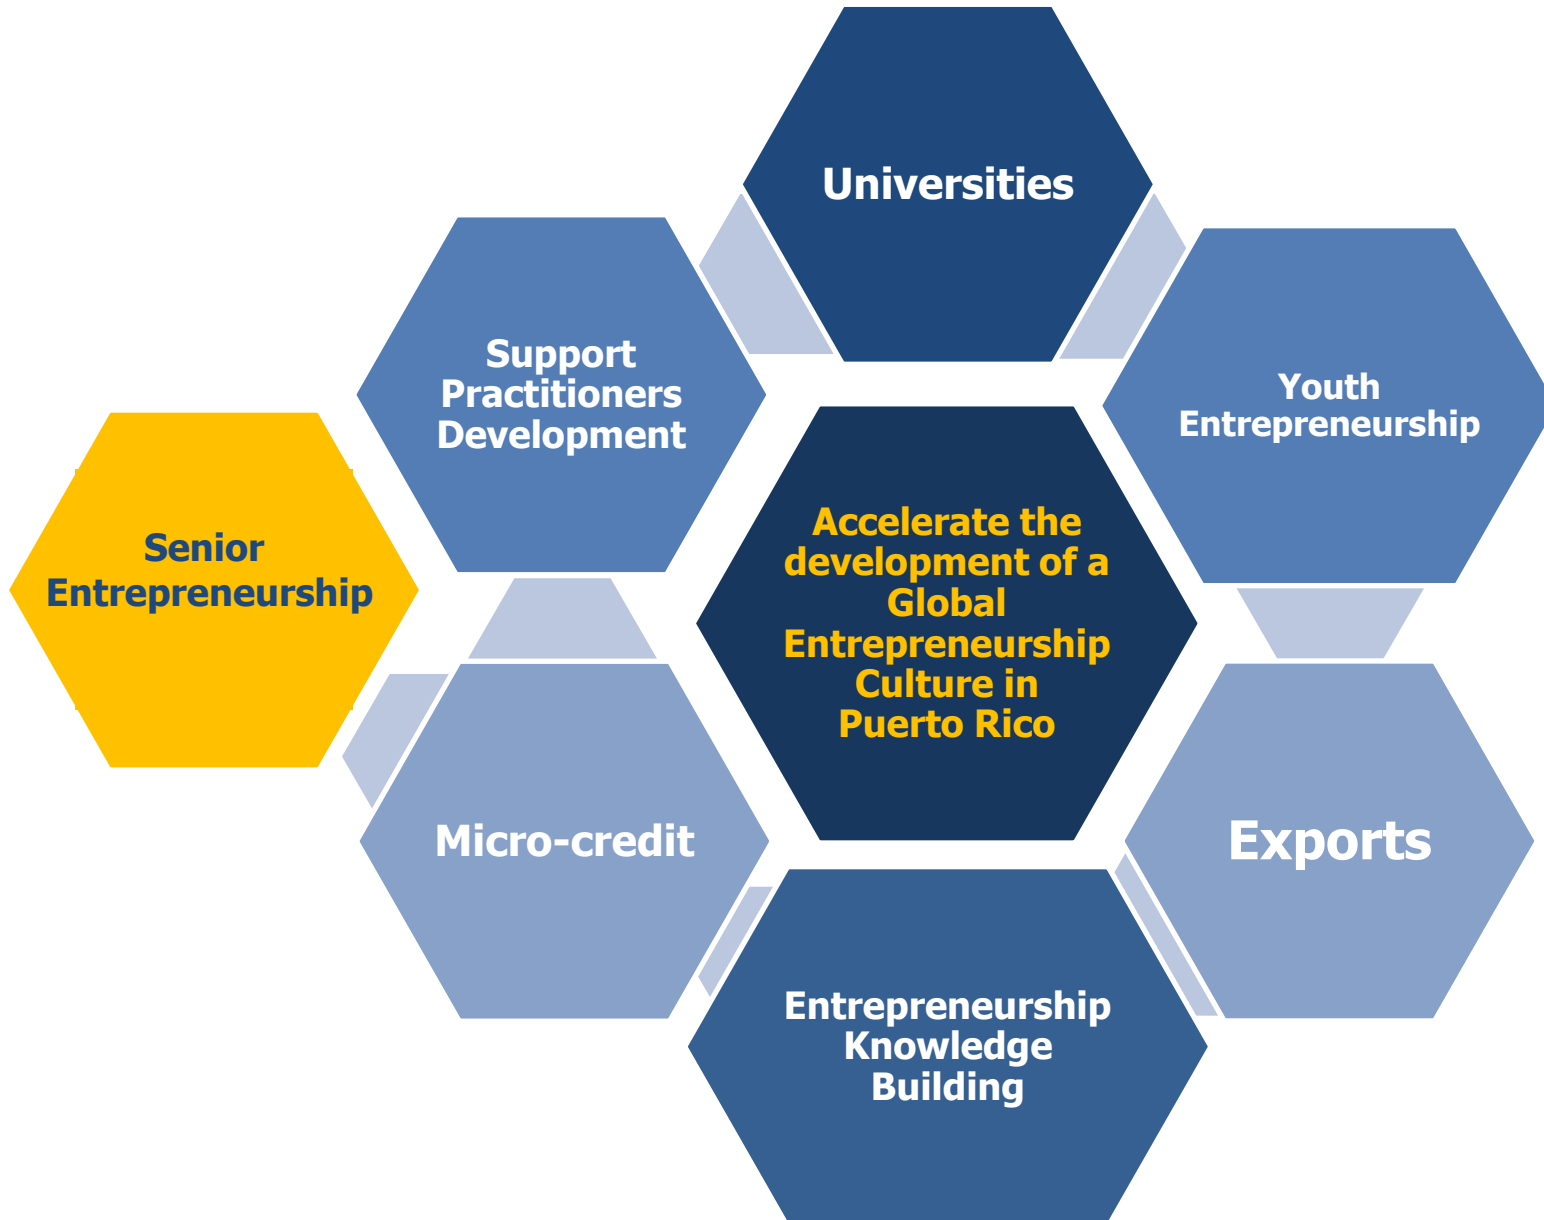 Universities
Support
Practitioners
Development
Youth
Entrepreneurship
Senior
Entrepreneurship
Accelerate the
development of a
Global
Entrepreneurship
Culture in
Puerto Rico
Micro-credit
Exports
Entrepreneurship
Knowledge
Building